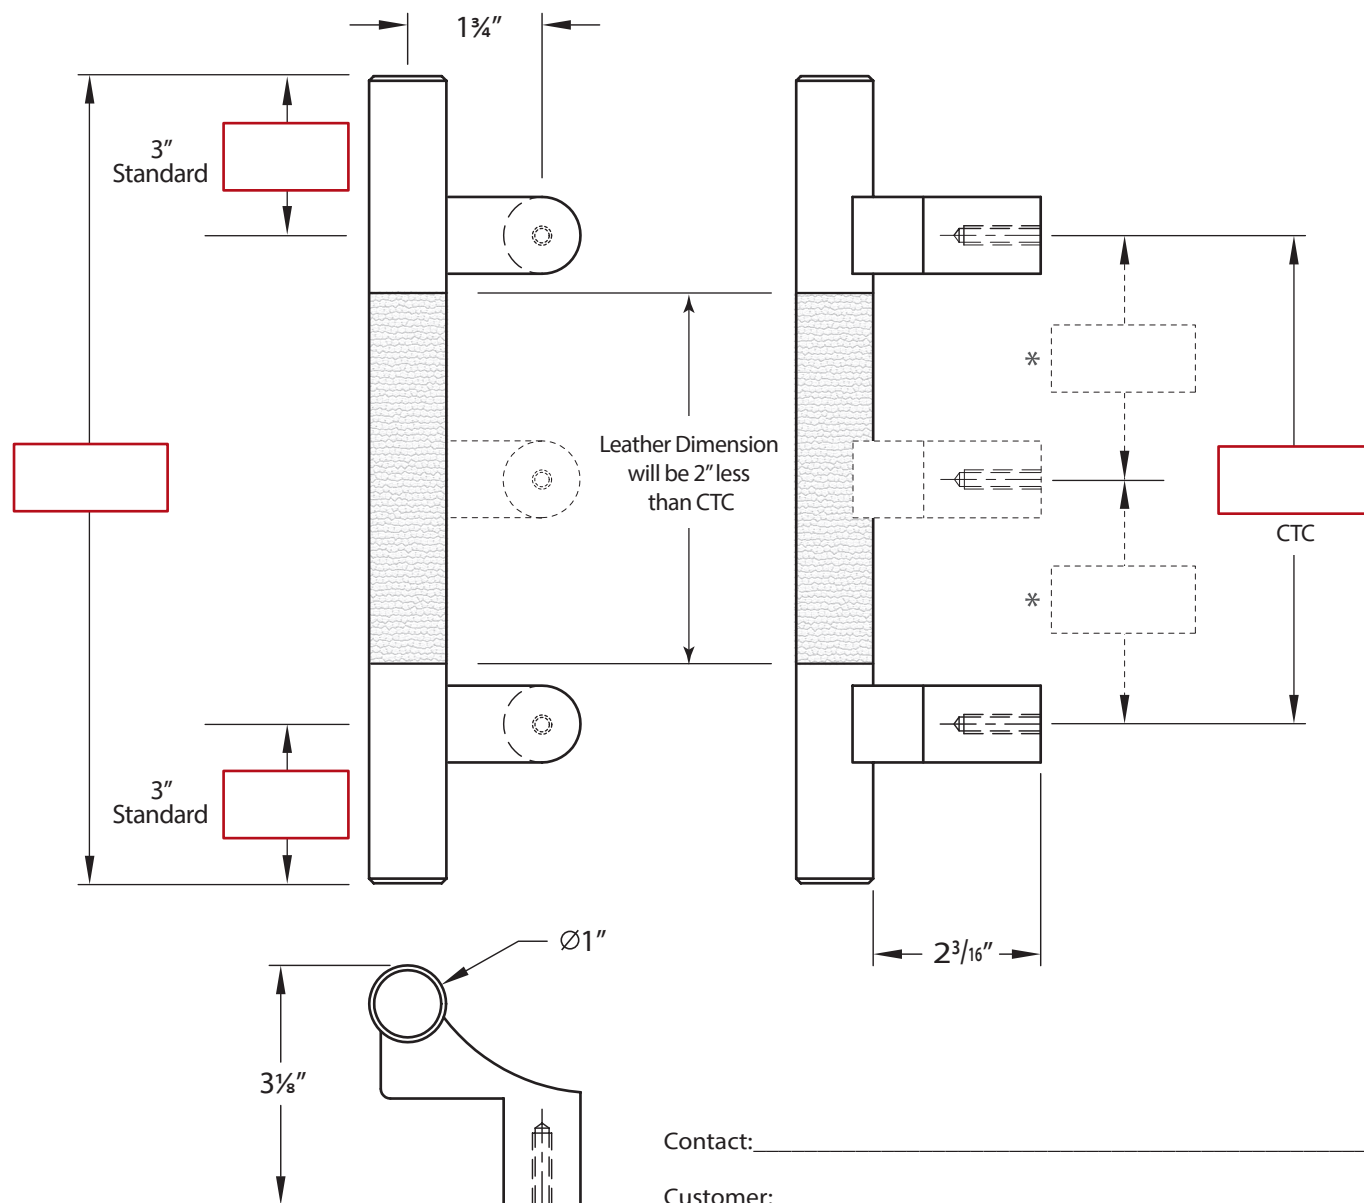 1¾″
3″
Standard
*
Leather Dimension
will be 2″ less
than CTC
CTC
*
3″
Standard
∅1″
2³/₁₆″
3⅛″
Contact:
Customer: